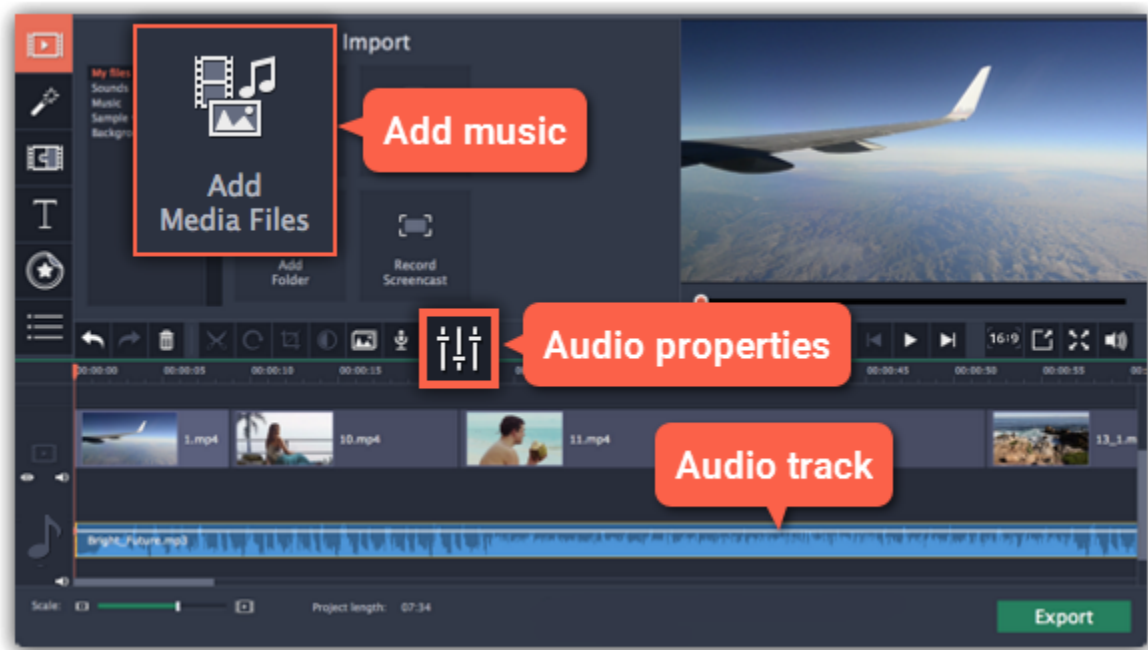 Import
My files
Sounds
Music
Sample
Add
Media Files
Add music
Add
Folder
Record
Screencast
T
Audio properties
16:9
00:00:00 00:00:05 00:00:10 00:00:15 00:00:45 00:00:50 00:00:55
1.mp4 10.mp4 11.mp4
Audio track
Bright_Future.mp3
Scale: Project length: 07:34
Export